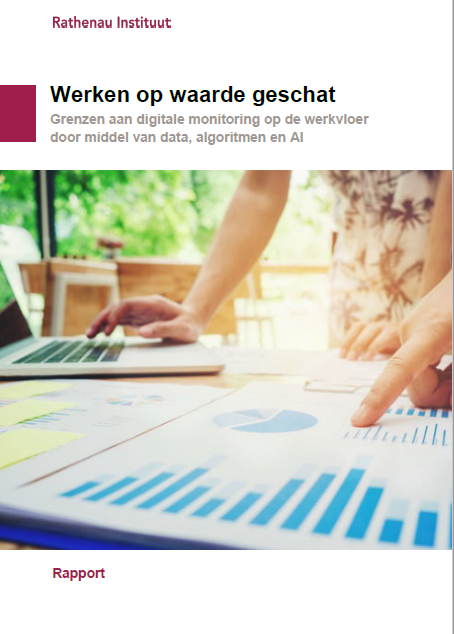 Rathenau Instituut
Werken op waarde geschat
Grenzen aan digitale monitoring op de werkvloer
door middel van data, algoritmen en AI
Rapport